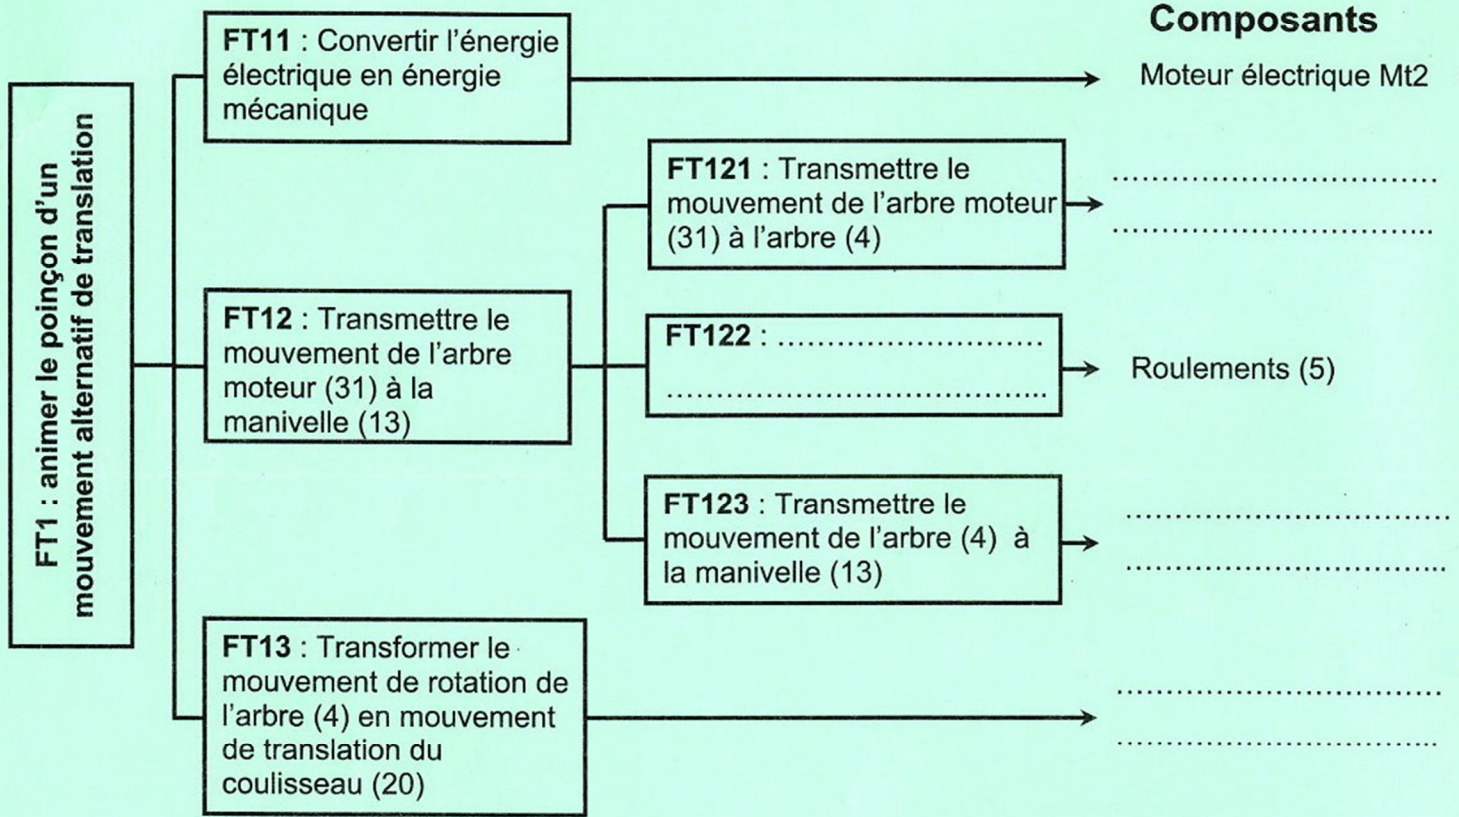 Composants
FT1 : animer le poinçon d'un
mouvement alternatif de translation
FT11 : Convertir l'énergie
électrique en énergie
mécanique
Moteur électrique Mt2
FT12 : Transmettre le
mouvement de l'arbre
moteur (31) à la
manivelle (13)
FT121 : Transmettre le
mouvement de l'arbre moteur
(31) à l'arbre (4)
................................
................................
FT122 : ...........................
......................................
Roulements (5)
FT123 : Transmettre le
mouvement de l'arbre (4) à
la manivelle (13)
................................
................................
FT13 : Transformer le
mouvement de rotation de
l'arbre (4) en mouvement
de translation du
coulisseau (20)
................................
................................